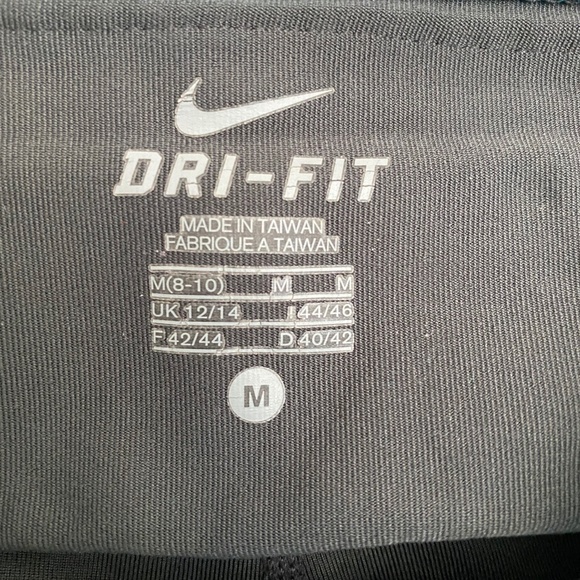 DRI-FIT
MADE IN TAIWAN
FABRIQUE A TAIWAN
M(8-10) M M
UK 12/14 I 44/46
F 42/44 D 40/42
M